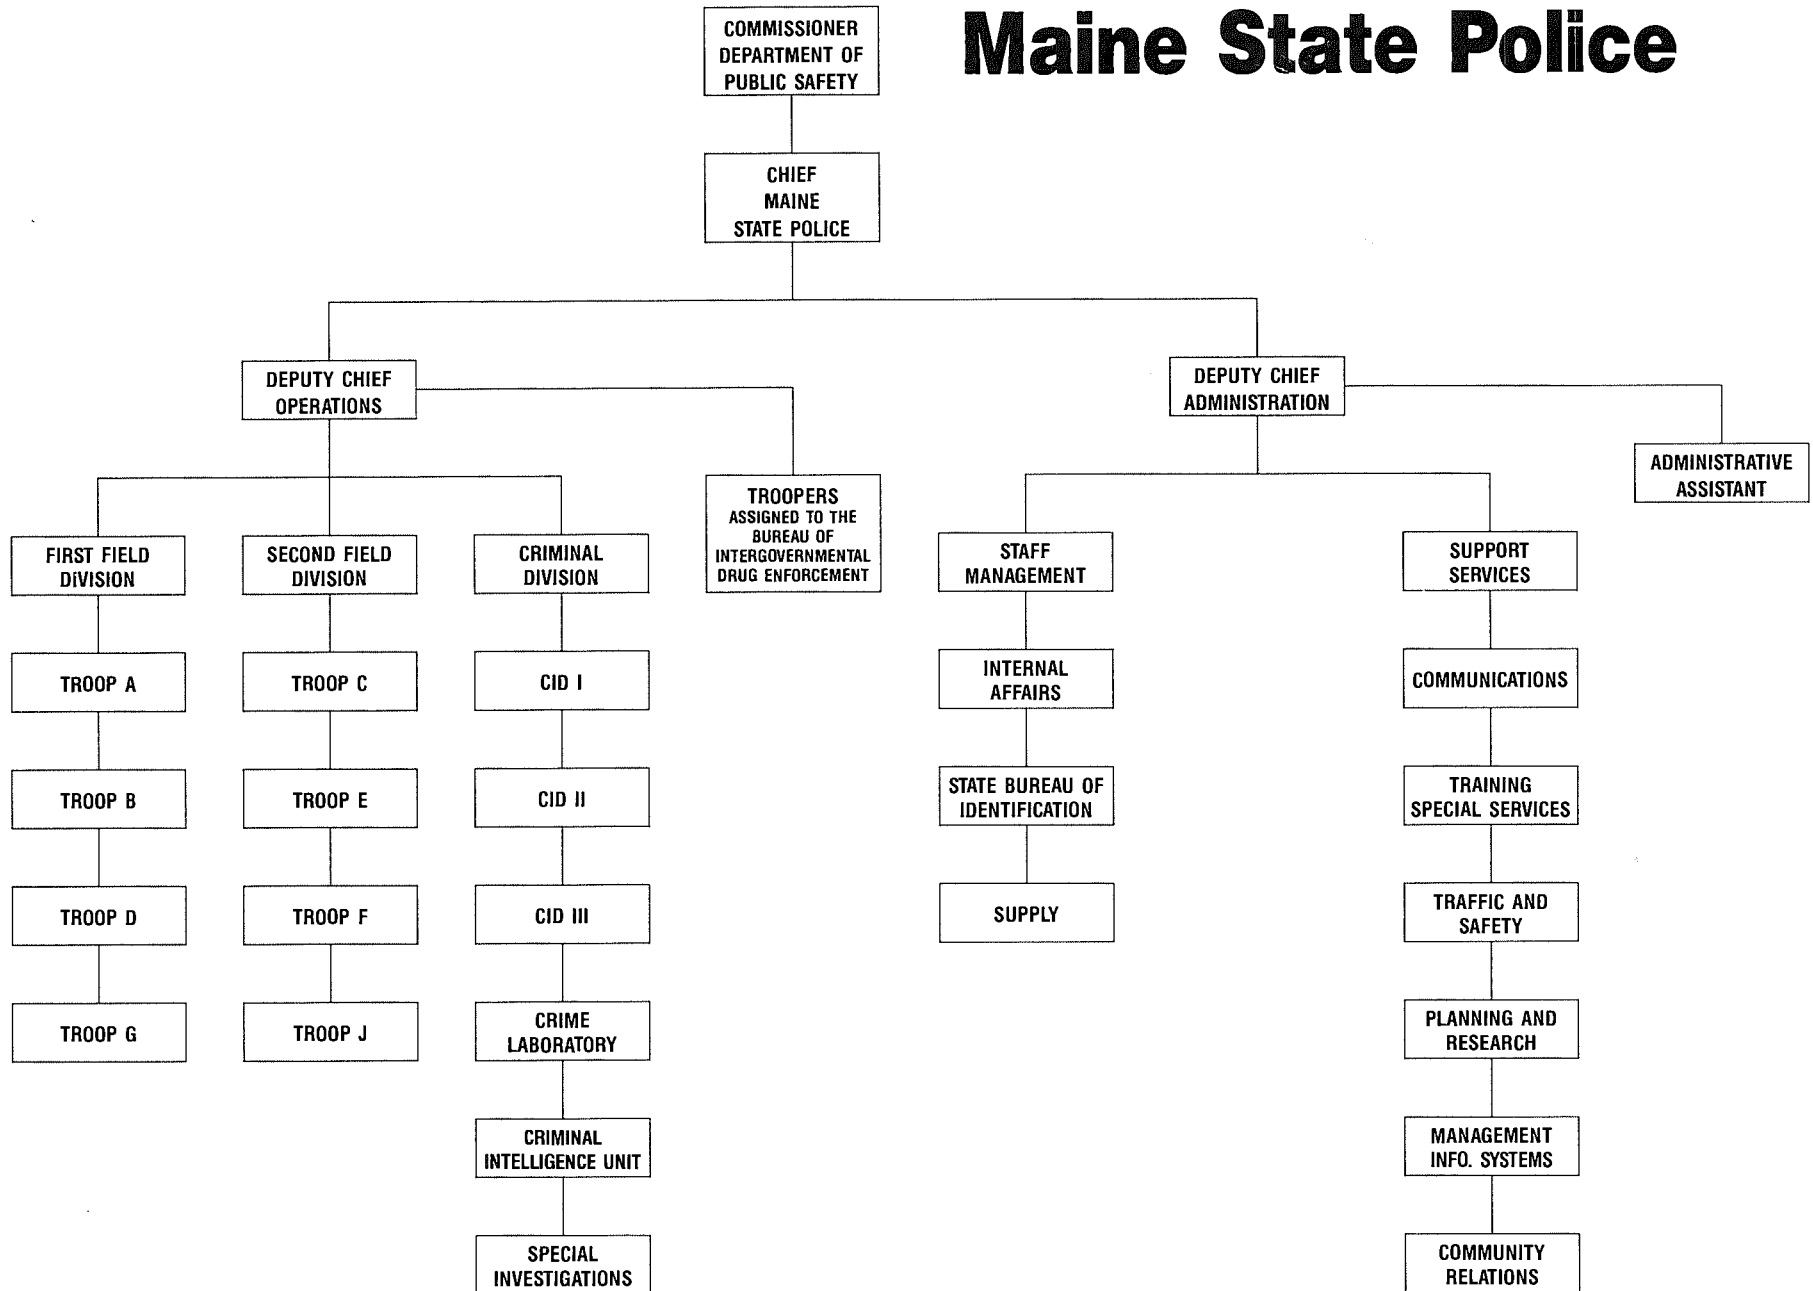 Maine State Police
COMMISSIONER
DEPARTMENT OF
PUBLIC SAFETY
CHIEF
MAINE
STATE POLICE
DEPUTY CHIEF
OPERATIONS
DEPUTY CHIEF
ADMINISTRATION
ADMINISTRATIVE
ASSISTANT
TROOPERS
ASSIGNED TO THE
BUREAU OF
INTERGOVERNMENTAL
DRUG ENFORCEMENT
FIRST FIELD
DIVISION
TROOP A
TROOP B
TROOP D
TROOP G
SECOND FIELD
DIVISION
TROOP C
TROOP E
TROOP F
TROOP J
CRIMINAL
DIVISION
CID I
CID II
CID III
CRIME
LABORATORY
CRIMINAL
INTELLIGENCE UNIT
SPECIAL
INVESTIGATIONS
STAFF
MANAGEMENT
INTERNAL
AFFAIRS
STATE BUREAU OF
IDENTIFICATION
SUPPLY
SUPPORT
SERVICES
COMMUNICATIONS
TRAINING
SPECIAL SERVICES
TRAFFIC AND
SAFETY
PLANNING AND
RESEARCH
MANAGEMENT
INFO. SYSTEMS
COMMUNITY
RELATIONS